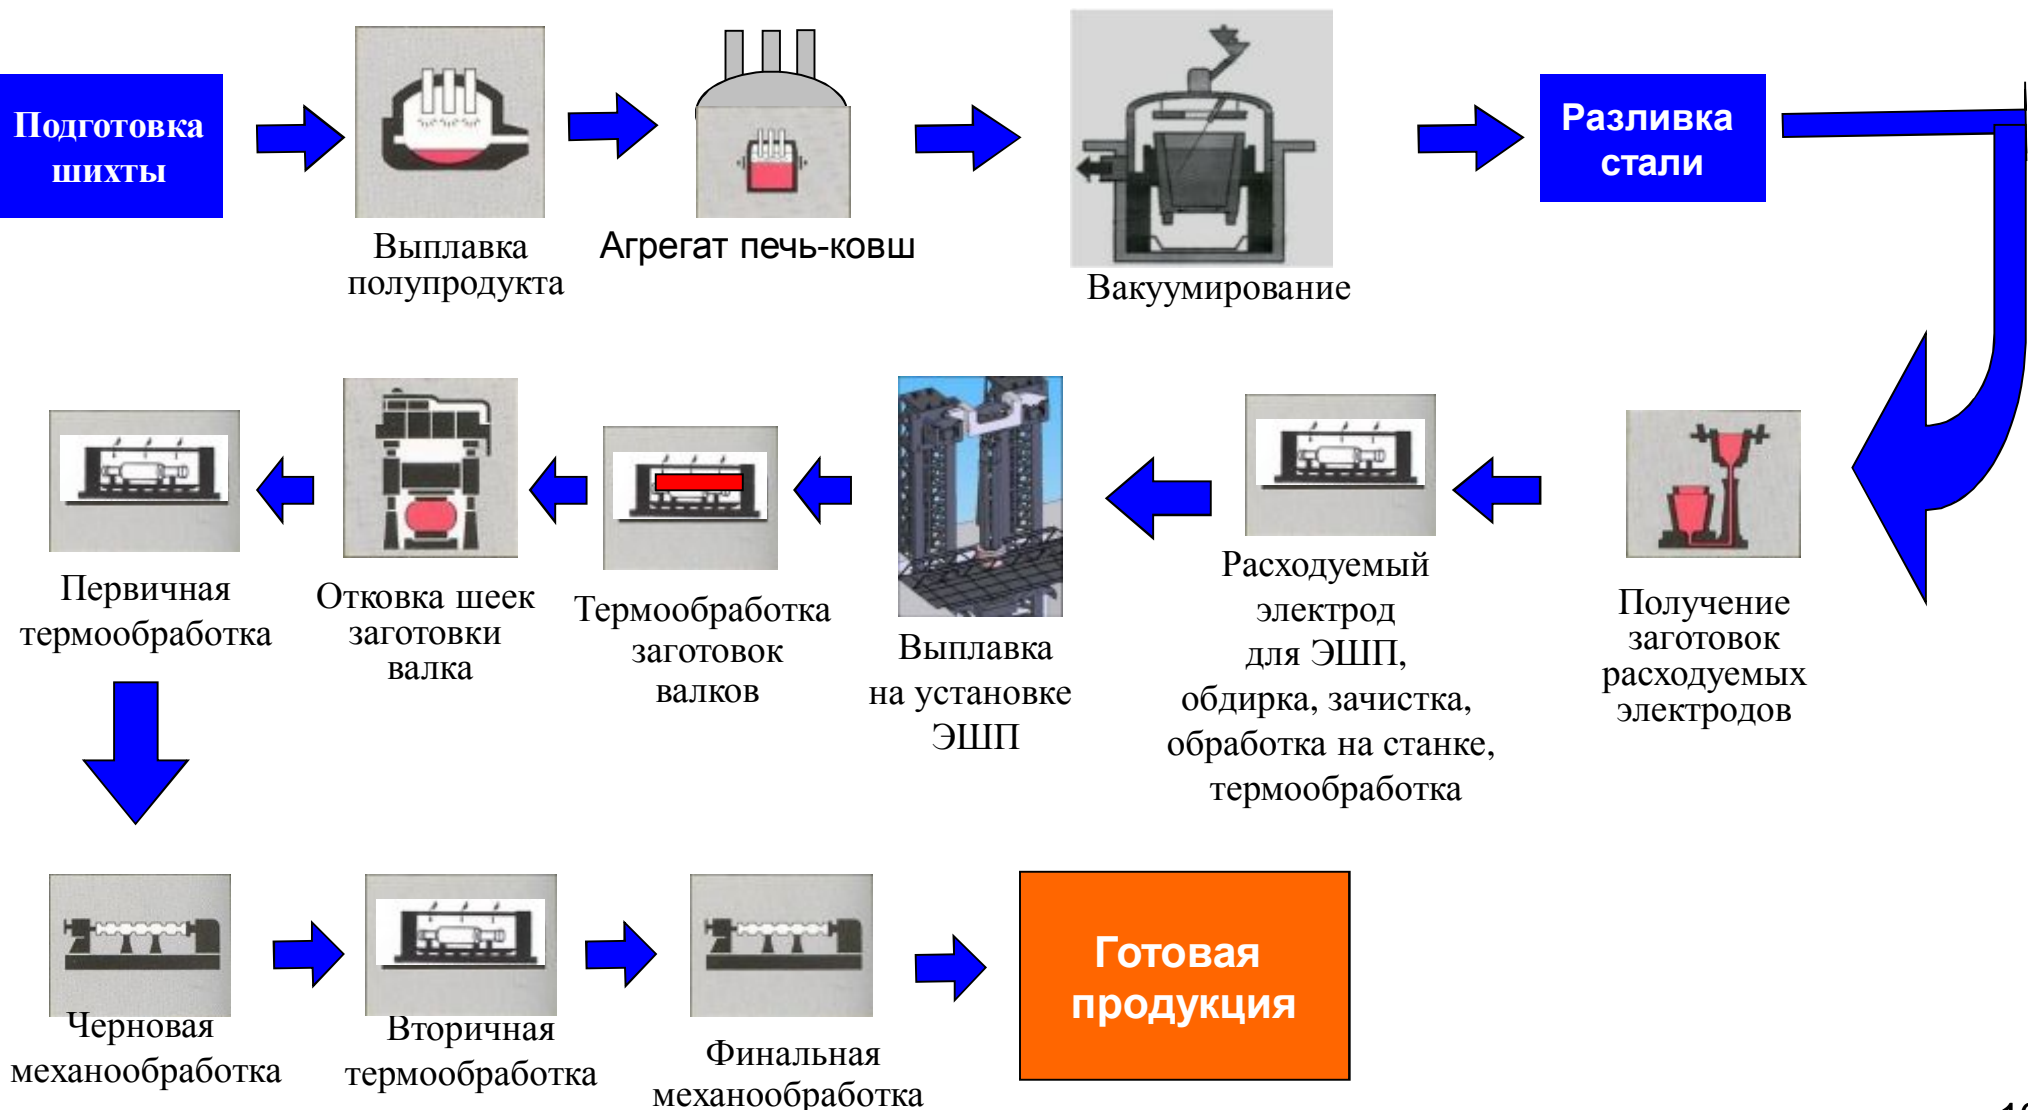 Подготовка
шихты
Выплавка
полупродукта
Агрегат печь-ковш
Вакуумирование
Разливка
стали
Получение
заготовок
расходуемых
электродов
Расходуемый
электрод
для ЭШП,
обдирка, зачистка,
обработка на станке,
термообработка
Выплавка
на установке
ЭШП
Термообработка
заготовок
валков
Отковка шеек
заготовки
валка
Первичная
термообработка
Черновая
механообработка
Вторичная
термообработка
Финальная
механообработка
Готовая
продукция